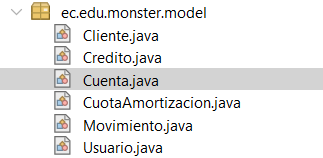 ec.edu.monster.model
Cliente.java
Credito.java
Cuenta.java
CuotaAmortizacion.java
Movimiento.java
Usuario.java